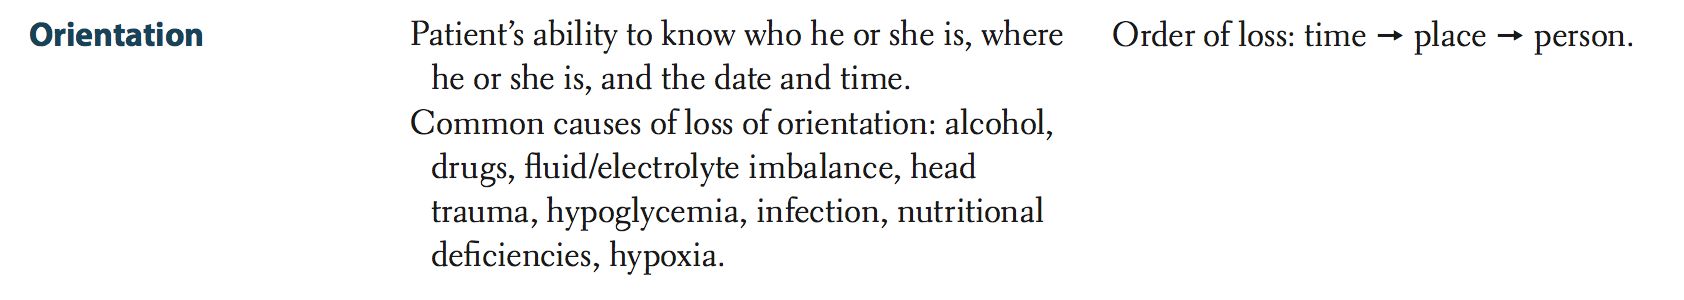 Orientation
Patient’s ability to know who he or she is, where
he or she is, and the date and time.
Common causes of loss of orientation: alcohol,
drugs, fluid/electrolyte imbalance, head
trauma, hypoglycemia, infection, nutritional
deficiencies, hypoxia.
Order of loss: time → place → person.